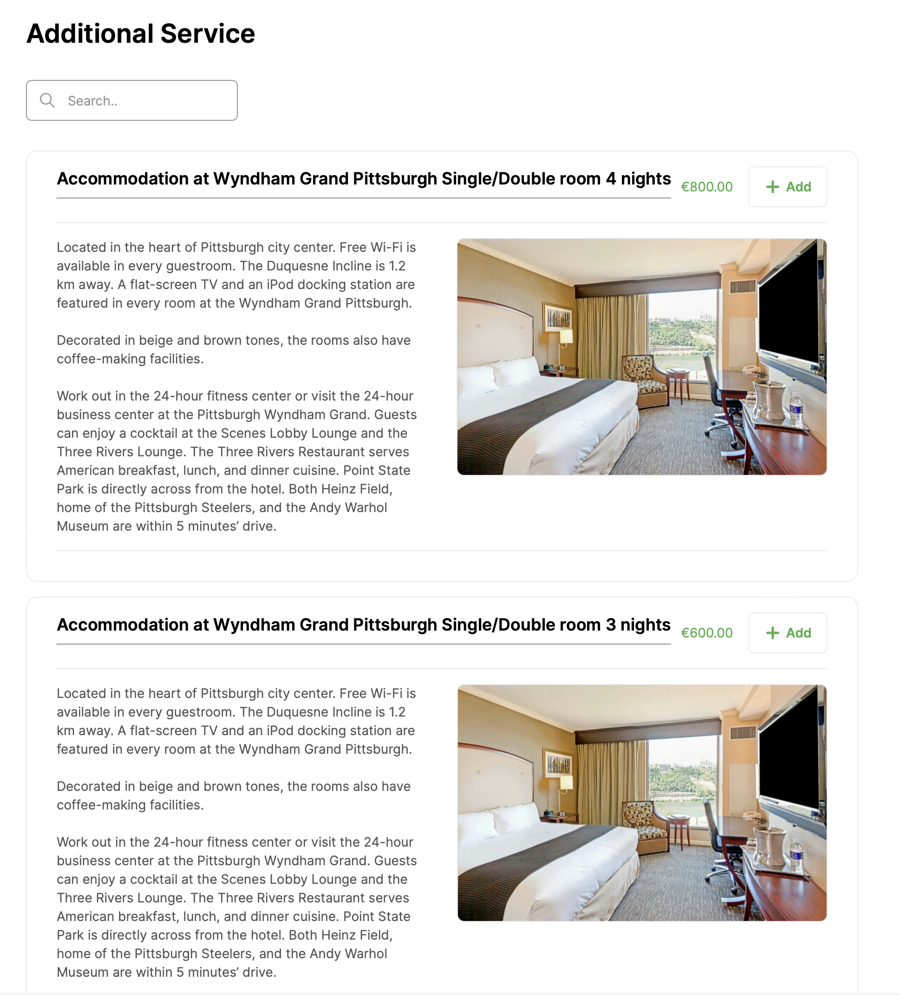 Additional Service
Search..
Accommodation at Wyndham Grand Pittsburgh Single/Double room 4 nights
€800.00
Add
Located in the heart of Pittsburgh city center. Free Wi-Fi is
available in every guestroom. The Duquesne Incline is 1.2
km away. A flat-screen TV and an iPod docking station are
featured in every room at the Wyndham Grand Pittsburgh.
Decorated in beige and brown tones, the rooms also have
coffee-making facilities.
Work out in the 24-hour fitness center or visit the 24-hour
business center at the Pittsburgh Wyndham Grand. Guests
can enjoy a cocktail at the Scenes Lobby Lounge and the
Three Rivers Lounge. The Three Rivers Restaurant serves
American breakfast, lunch, and dinner cuisine. Point State
Park is directly across from the hotel. Both Heinz Field,
home of the Pittsburgh Steelers, and the Andy Warhol
Museum are within 5 minutes’ drive.
Accommodation at Wyndham Grand Pittsburgh Single/Double room 3 nights
€600.00
Add
Located in the heart of Pittsburgh city center. Free Wi-Fi is
available in every guestroom. The Duquesne Incline is 1.2
km away. A flat-screen TV and an iPod docking station are
featured in every room at the Wyndham Grand Pittsburgh.
Decorated in beige and brown tones, the rooms also have
coffee-making facilities.
Work out in the 24-hour fitness center or visit the 24-hour
business center at the Pittsburgh Wyndham Grand. Guests
can enjoy a cocktail at the Scenes Lobby Lounge and the
Three Rivers Lounge. The Three Rivers Restaurant serves
American breakfast, lunch, and dinner cuisine. Point State
Park is directly across from the hotel. Both Heinz Field,
home of the Pittsburgh Steelers, and the Andy Warhol
Museum are within 5 minutes’ drive.